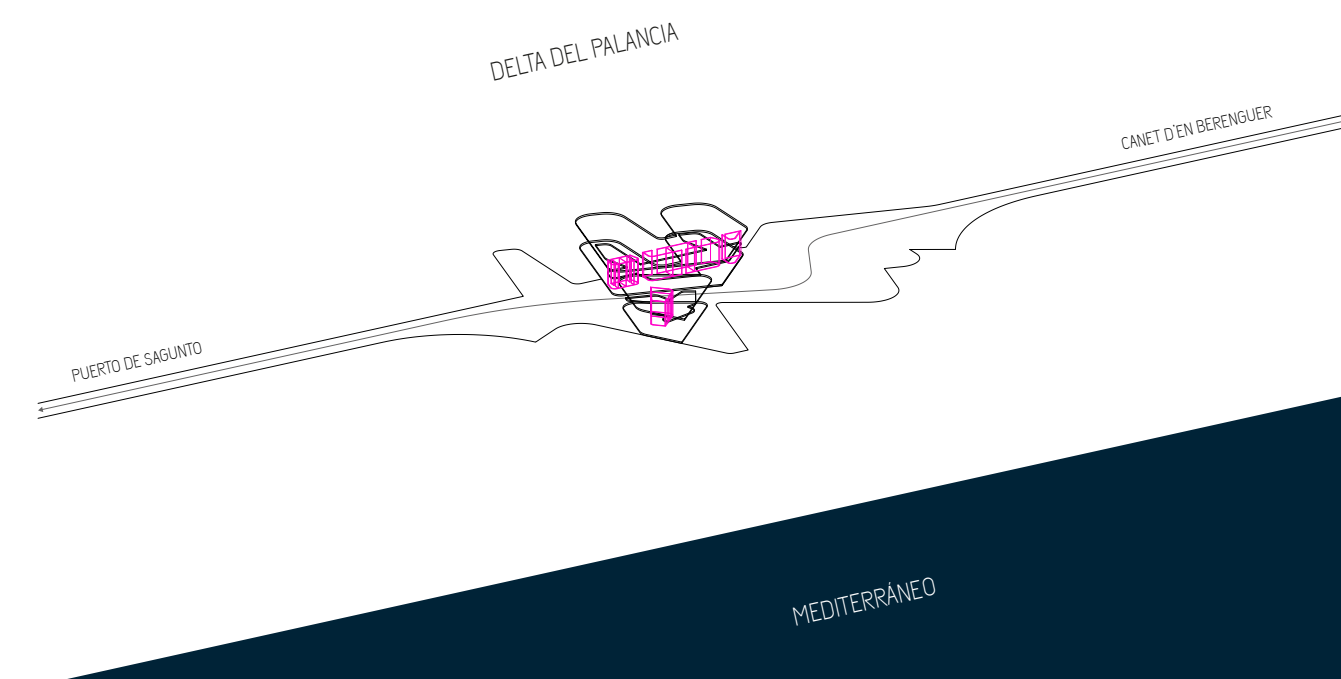 DELTA DEL PALANCIA
CANET D'EN BERENGUER
PUERTO DE SAGUNTO
MEDITERRÁNEO